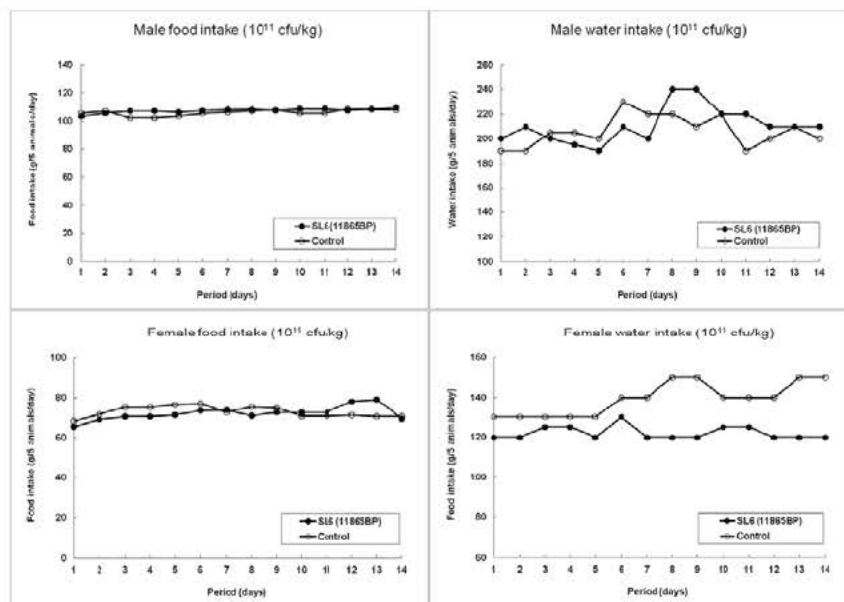 Male food intake (10¹¹ cfu/kg)
Food intake (g/5 animals/day)
140
120
100
80
60
40
20
0
SL6(11865BP)
Control
1 2 3 4 5 6 7 8 9 10 11 12 13 14
Period (days)
Male water intake (10¹¹ cfu/kg)
Water intake (g/5 animals/day)
260
240
220
200
180
160
140
120
100
SL6 (11865BP)
Control
1 2 3 4 5 6 7 8 9 10 11 12 13 14
Period (days)
Female food intake (10¹¹ cfu/kg)
Food intake (g/5 animals/day)
100
80
60
40
20
0
SL6 (11865BP)
Control
1 2 3 4 5 6 7 8 9 10 11 12 13 14
Period (days)
Female water intake (10¹¹ cfu/kg)
Food intake (g/5 animals/day)
160
140
120
100
80
60
SL6 (11865BP)
Control
1 2 3 4 5 6 7 8 9 10 11 12 13 14
Period (days)